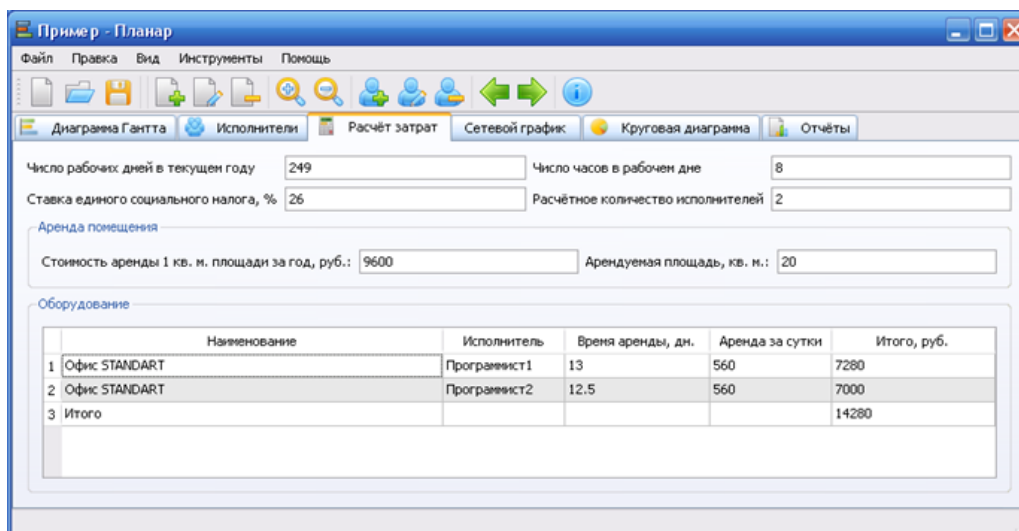 Пример - Планар
Файл Правка Вид Инструменты Помощь
Диаграмма Гантта Исполнители Расчёт затрат Сетевой график Круговая диаграмма Отчёты
Число рабочих дней в текущем году 249 Число часов в рабочем дне 8
Ставка единого социального налога, % 26 Расчётное количество исполнителей 2
Аренда помещения
Стоимость аренды 1 кв. м. площади за год, руб.: 9600 Арендуемая площадь, кв. м.: 20
Оборудование
Наименование Исполнитель Время аренды, дн. Аренда за сутки Итого, руб.
1 Офис STANDART Программист1 13 560 7280
2 Офис STANDART Программист2 12.5 560 7000
3 Итого 14280